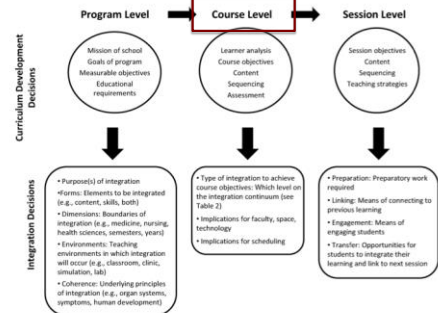 Program Level
Course Level
Session Level
Curriculum Development
Decisions
Mission of school
Goals of program
Measurable objectives
Educational
requirements
Learner analysis
Course objectives
Content
Sequencing
Assessment
Session objectives
Content
Sequencing
Teaching strategies
Integration Decisions
• Purpose(s) of integration
•Forms: Elements to be integrated
(e.g., content, skills, both)
• Dimensions: Boundaries of
integration (e.g., medicine, nursing,
health sciences, semesters, years)
• Environments: Teaching
environments in which integration
will occur (e.g., classroom, clinic,
simulation, lab)
• Coherence: Underlying principles
of integration (e.g., organ systems,
symptoms, human development)
• Type of integration to achieve
course objectives: Which level on
the integration continuum (see
Table 2)
• Implications for faculty, space,
technology
• Implications for scheduling
• Preparation: Preparatory work
required
• Linking: Means of connecting to
previous learning
• Engagement: Means of
engaging students
• Transfer: Opportunities for
students to integrate their
learning and link to next session